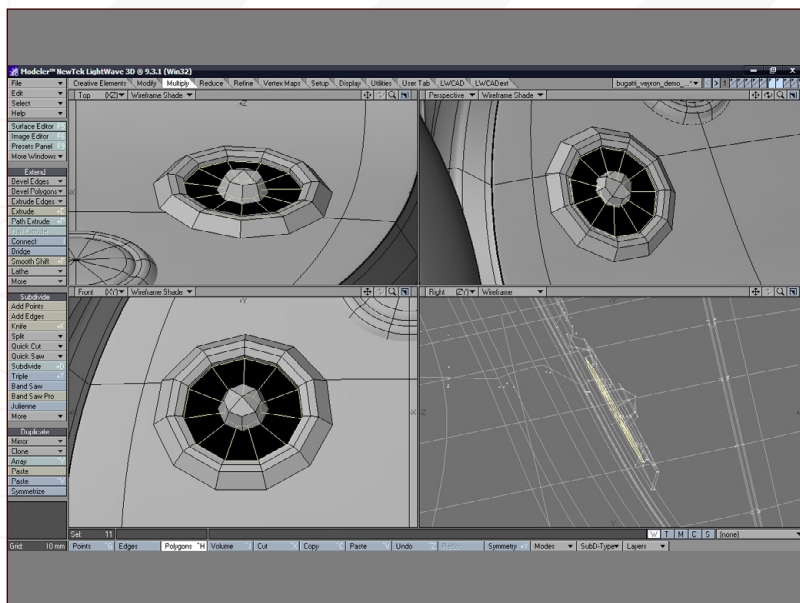 Modeler™ NewTek LightWave 3D ® 9.3.1 (Win32)
File Creative Elements Modify Multiply Reduce Refine Vertex Maps Setup Display Utilities User Tab LWCAD LWCADext bugatti_veyron_demo_...* 1
Edit Top (XZ) Wireframe Shade Perspective Wireframe Shade
Select
Help
Surface Editor F5
Image Editor F6
Presets Panel F8
More Windows
Extend
Bevel Edges
Bevel Polygons
Extrude Edges
Extrude
Path Extrude
Connect
Bridge
Smooth Shift
Lathe
More
Front (XY) Wireframe Shade Right (ZY) Wireframe
Subdivide
Add Points
Add Edges
Knife
Split
Quick Cut
Quick Saw
Subdivide
Triple
Band Saw
Band Saw Pro
Julienne
More
Duplicate
Mirror
Clone
Array
Paste
Paste
Symmetrize
Sel: 11 W T M C S (none)
Grid: 10 mm Points Edges Polygons ^H Volume Cut Copy Paste Undo Symmetry Modes SubD-Type Layers